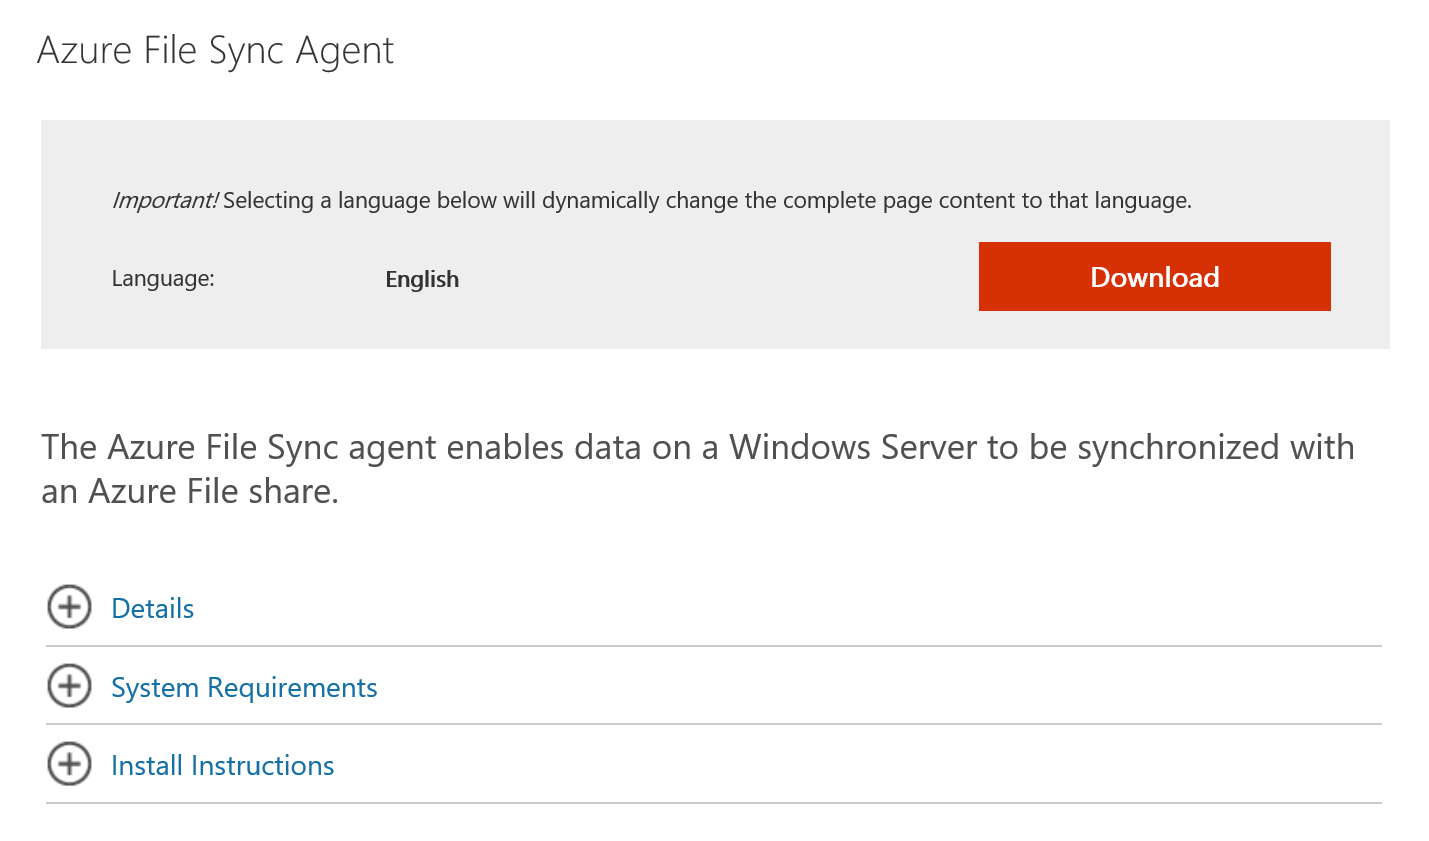 Azure File Sync Agent
Important! Selecting a language below will dynamically change the complete page content to that language.
Language: English Download
The Azure File Sync agent enables data on a Windows Server to be synchronized with
an Azure File share.
Details
System Requirements
Install Instructions